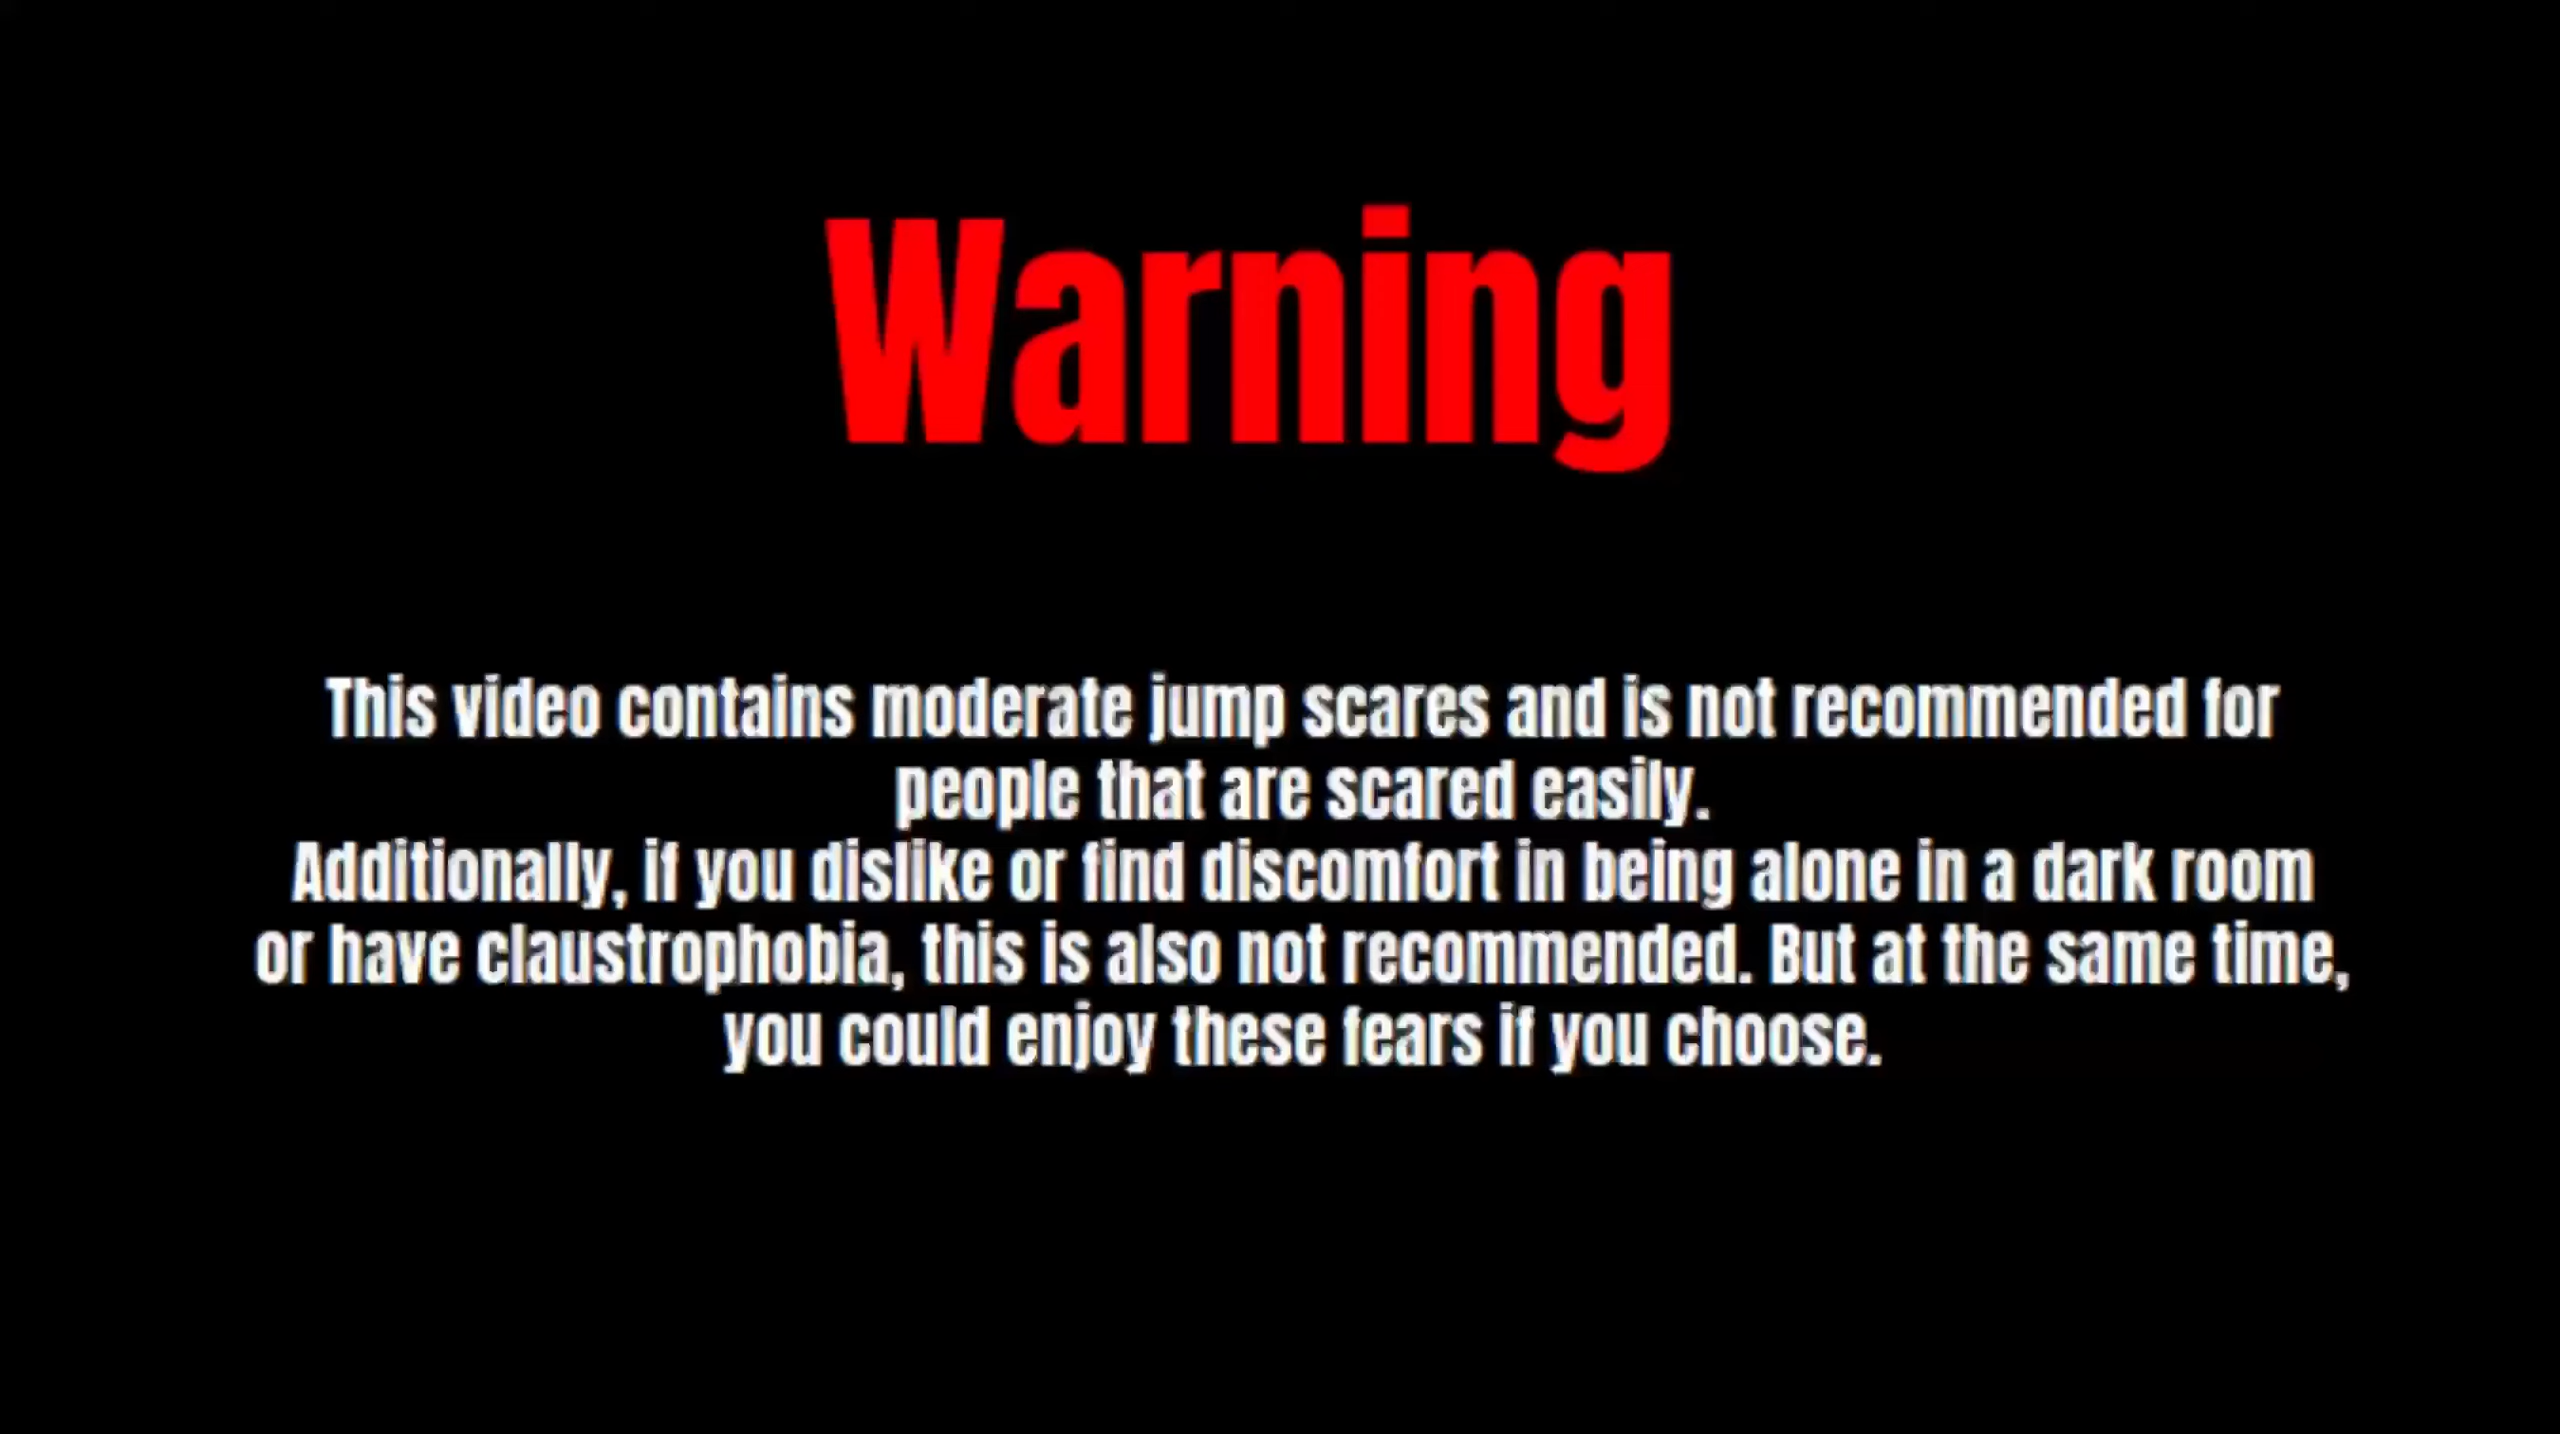 Warning
This video contains moderate jump scares and is not recommended for
people that are scared easily.
Additionally, if you dislike or find discomfort in being alone in a dark room
or have claustrophobia, this is also not recommended. But at the same time,
you could enjoy these fears if you choose.